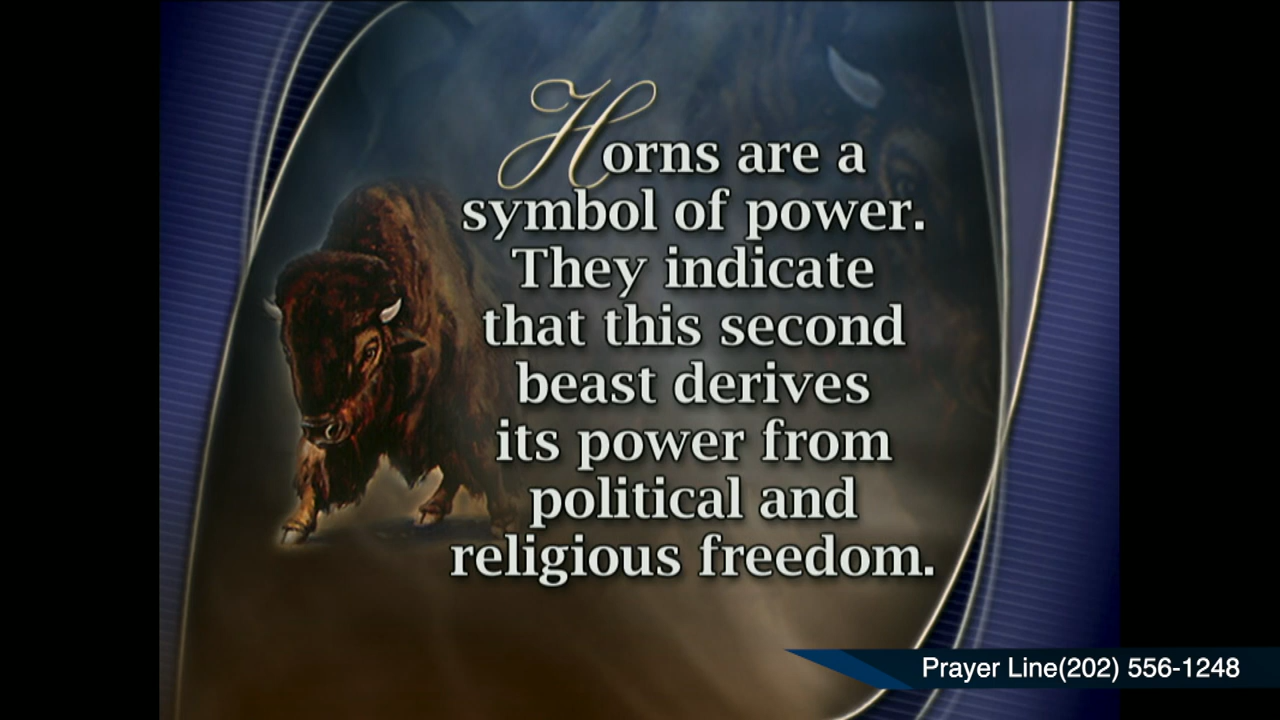 Horns are a
symbol of power.
They indicate
that this second
beast derives
its power from
political and
religious freedom.
Prayer Line(202) 556-1248